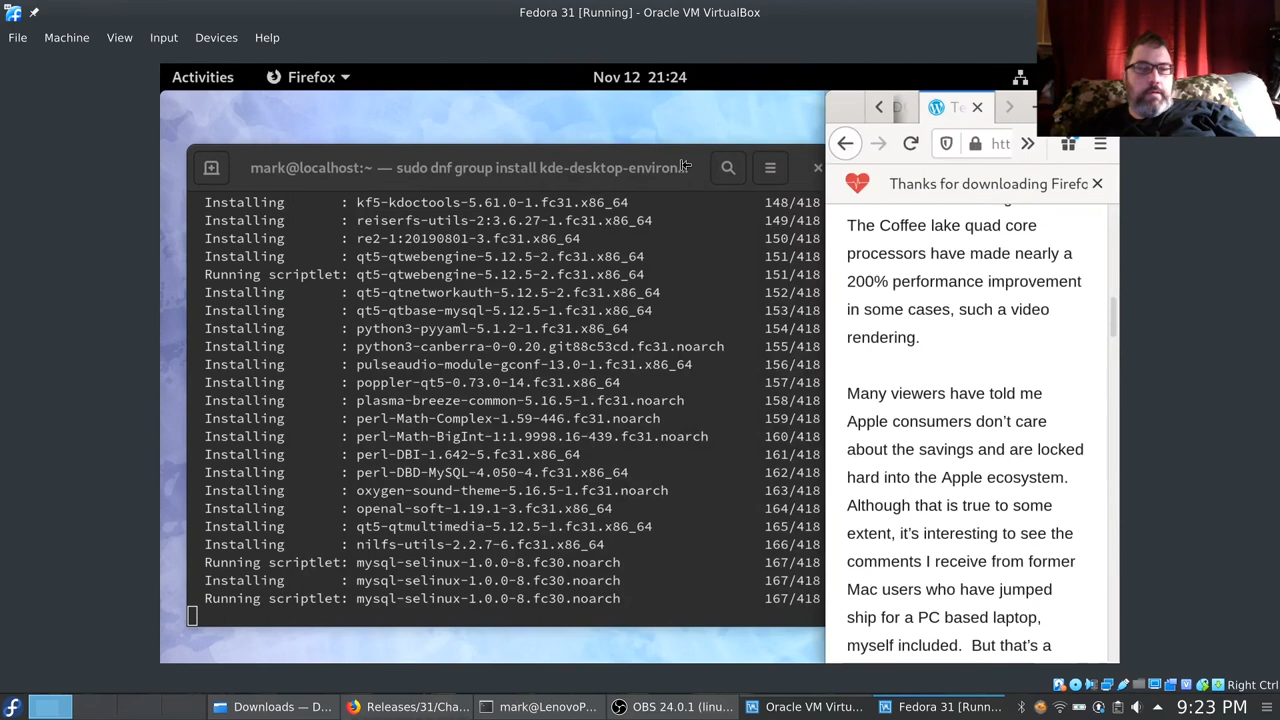 Fedora 31 [Running] - Oracle VM VirtualBox
File Machine View Input Devices Help
Activities Firefox Nov 12 21:24
mark@localhost:~ — sudo dnf group install kde-desktop-environ
Installing : kf5-kdoctools-5.61.0-1.fc31.x86_64 148/418
Installing : reiserfs-utils-2:3.6.27-1.fc31.x86_64 149/418
Installing : re2-1:20190801-3.fc31.x86_64 150/418
Installing : qt5-qtwebengine-5.12.5-2.fc31.x86_64 151/418
Running scriptlet: qt5-qtwebengine-5.12.5-2.fc31.x86_64 151/418
Installing : qt5-qtnetworkauth-5.12.5-2.fc31.x86_64 152/418
Installing : qt5-qtbase-mysql-5.12.5-1.fc31.x86_64 153/418
Installing : python3-pyyaml-5.1.2-1.fc31.x86_64 154/418
Installing : python3-canberra-0-0.20.git88c53cd.fc31.noarch 155/418
Installing : pulseaudio-module-gconf-13.0-1.fc31.x86_64 156/418
Installing : poppler-qt5-0.73.0-14.fc31.x86_64 157/418
Installing : plasma-breeze-common-5.16.5-1.fc31.noarch 158/418
Installing : perl-Math-Complex-1.59-446.fc31.noarch 159/418
Installing : perl-Math-BigInt-1:1.9998.16-439.fc31.noarch 160/418
Installing : perl-DBI-1.642-5.fc31.x86_64 161/418
Installing : perl-DBD-MySQL-4.050-4.fc31.x86_64 162/418
Installing : oxygen-sound-theme-5.16.5-1.fc31.noarch 163/418
Installing : openal-soft-1.19.1-3.fc31.x86_64 164/418
Installing : qt5-qtmultimedia-5.12.5-1.fc31.x86_64 165/418
Installing : nilfs-utils-2.2.7-6.fc31.x86_64 166/418
Running scriptlet: mysql-selinux-1.0.0-8.fc30.noarch 167/418
Installing : mysql-selinux-1.0.0-8.fc30.noarch 167/418
Running scriptlet: mysql-selinux-1.0.0-8.fc30.noarch 167/418
Te
htt
Thanks for downloading Firefo
The Coffee lake quad core
processors have made nearly a
200% performance improvement
in some cases, such a video
rendering.
Many viewers have told me
Apple consumers don't care
about the savings and are locked
hard into the Apple ecosystem.
Although that is true to some
extent, it's interesting to see the
comments I receive from former
Mac users who have jumped
ship for a PC based laptop,
myself included. But that's a
Right Ctrl
Downloads — D... Releases/31/Cha... mark@LenovoP... OBS 24.0.1 (linu... Oracle VM Virtu... Fedora 31 [Runn... 9:23 PM